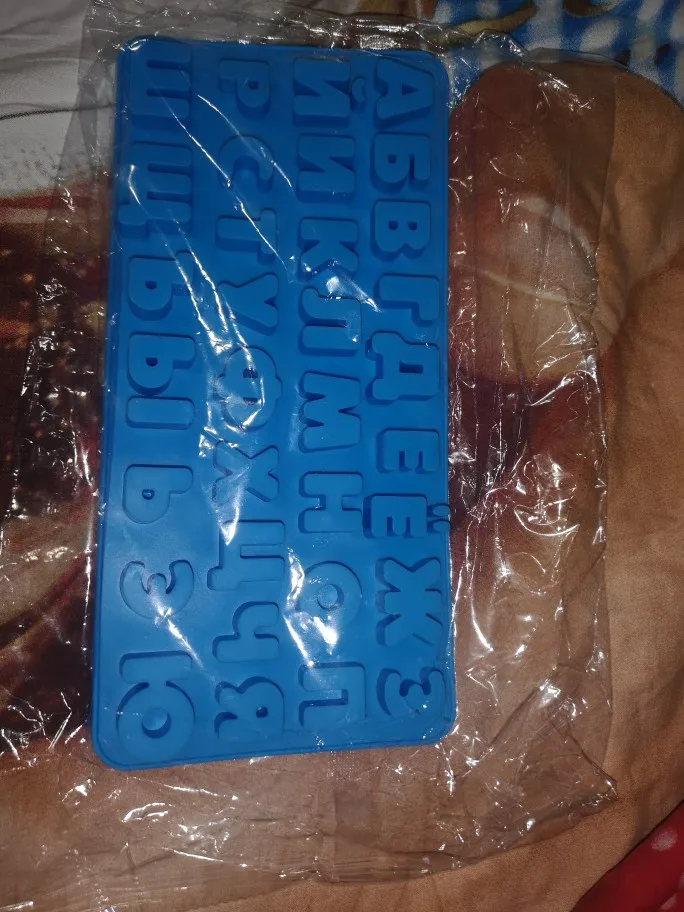 АБВГДЕЁЖЗ
ЙИКЛМНОП
РСТУФХЦЧЯ
ШЩЪЫЬЭЮ